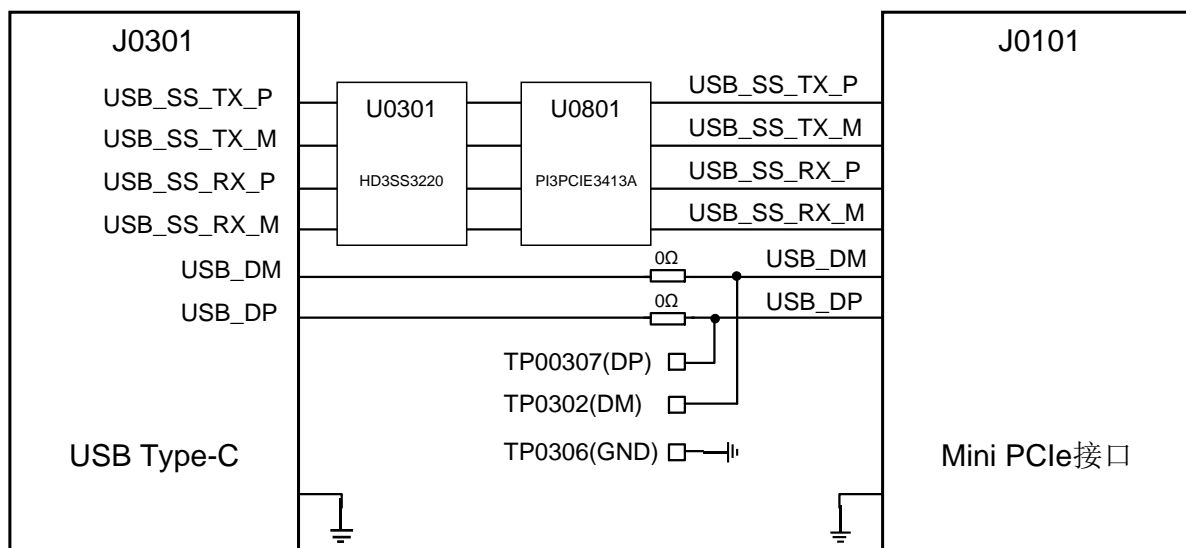 J0301
J0101
USB_SS_TX_P
USB_SS_TX_M
USB_SS_RX_P
USB_SS_RX_M
USB_DM
USB_DP
U0301
HD3SS3220
U0801
PI3PCIE3413A
USB_SS_TX_P
USB_SS_TX_M
USB_SS_RX_P
USB_SS_RX_M
0Ω
USB_DM
0Ω
USB_DP
TP00307(DP)
TP0302(DM)
TP0306(GND)
USB Type-C
Mini PCIe接口